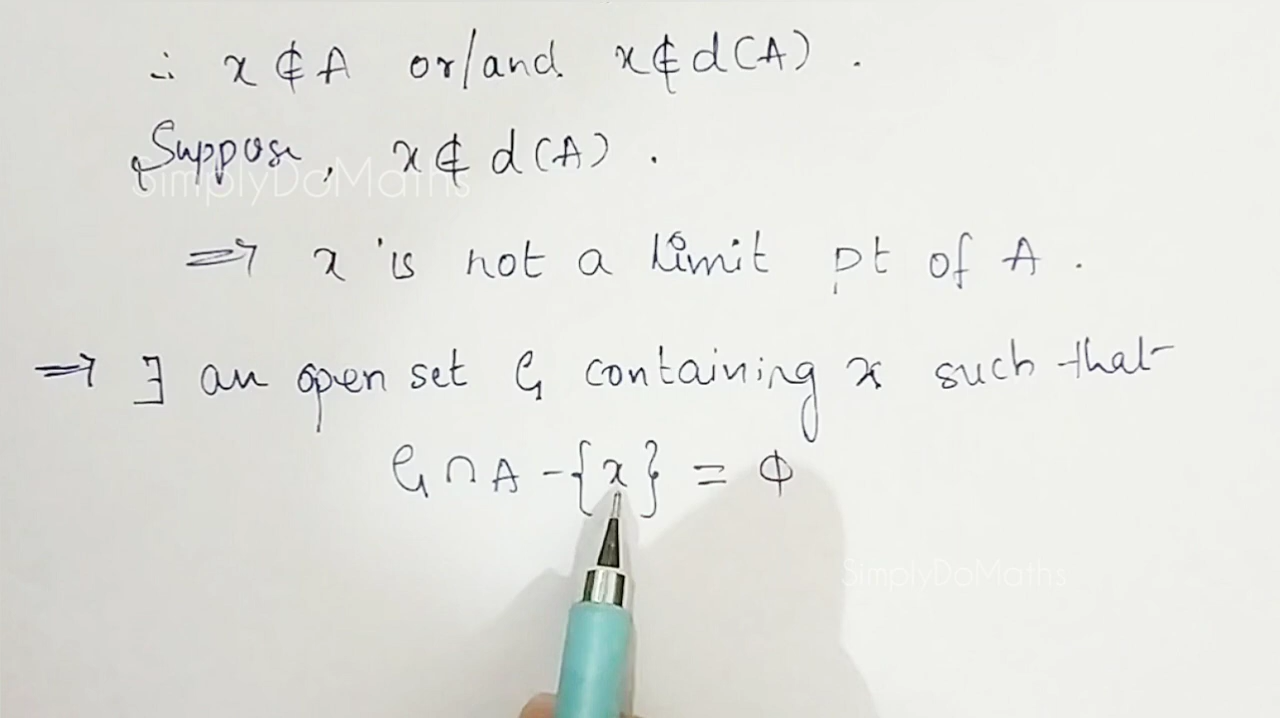 ∴ x ∉ A or/and x ∉ d(A) .
Suppose, x ∉ d(A) .
SimplyDoMaths
⇒ x is not a limit pt of A .
⇒ ∃ an open set G containing x such that
G ∩ A - {x} = Φ
SimplyDoMaths